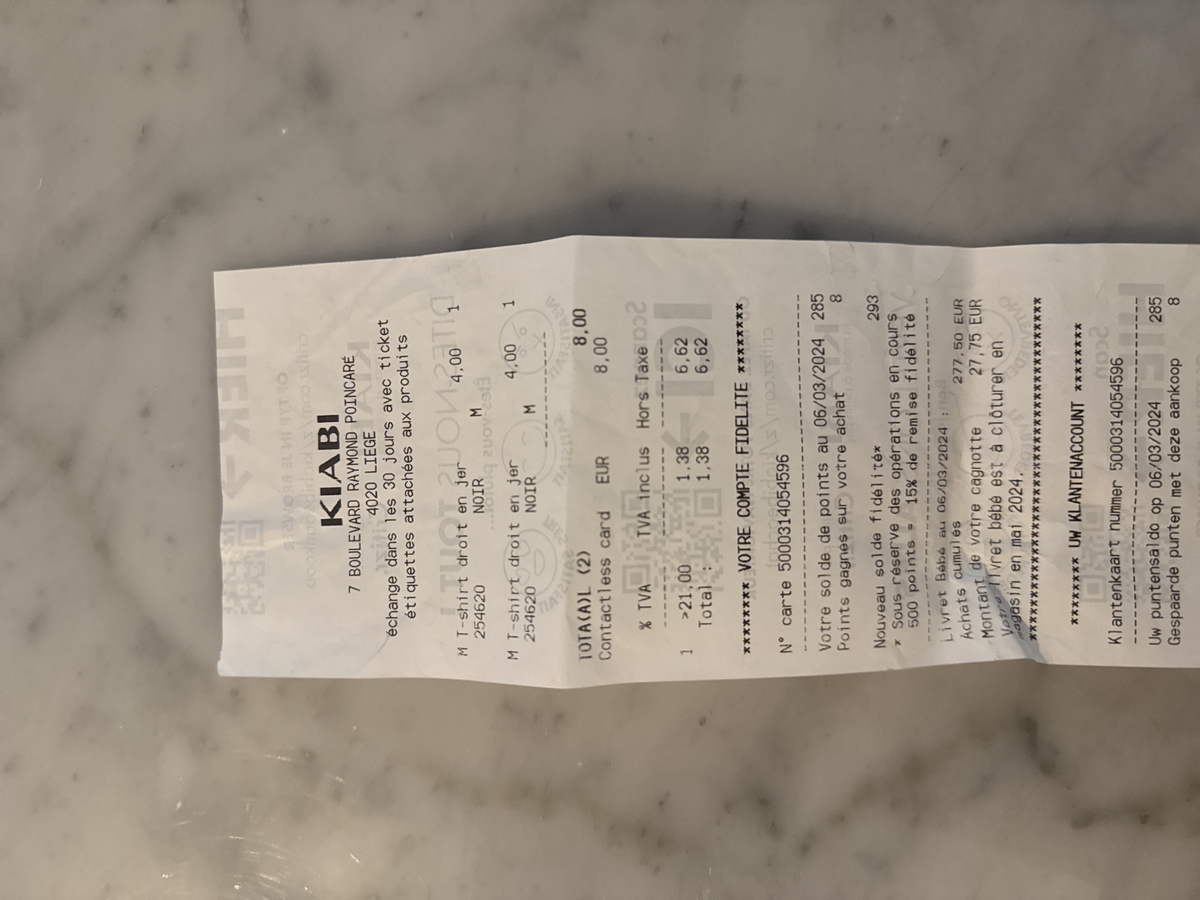 KIABI
7 BOULEVARD RAYMOND POINCARÉ
4020 LIEGE
échange dans les 30 jours avec ticket
étiquettes attachées aux produits
M T-shirt droit en jer 4,00 1
254620 NOIR M
M T-shirt droit en jer 4,00 1
254620 NOIR M
TOTA(A)L (2) 8,00
Contactless card EUR 8,00
% TVA TVA inclus Hors Taxe
1 >21,00 1,38 6,62
Total : 1,38 6,62
******** VOTRE COMPTE FIDELITE ********
N° carte 5000314054596
Votre solde de points au 06/03/2024 285
Points gagnés sur votre achat 8
Nouveau solde fidélité* 293
* Sous réserve des opérations en cours
500 points = 15% de remise fidélité
Livret Bébé au 06/03/2024 :
Achats cumulés 277,50 EUR
Montant de votre cagnotte 27,75 EUR
Votre livret bébé est à clôturer en
magasin en mai 2024.
******* UW KLANTENACCOUNT *******
Klantenkaart nummer 5000314054596
Uw puntensaldo op 06/03/2024 285
Gespaarde punten met deze aankoop 8